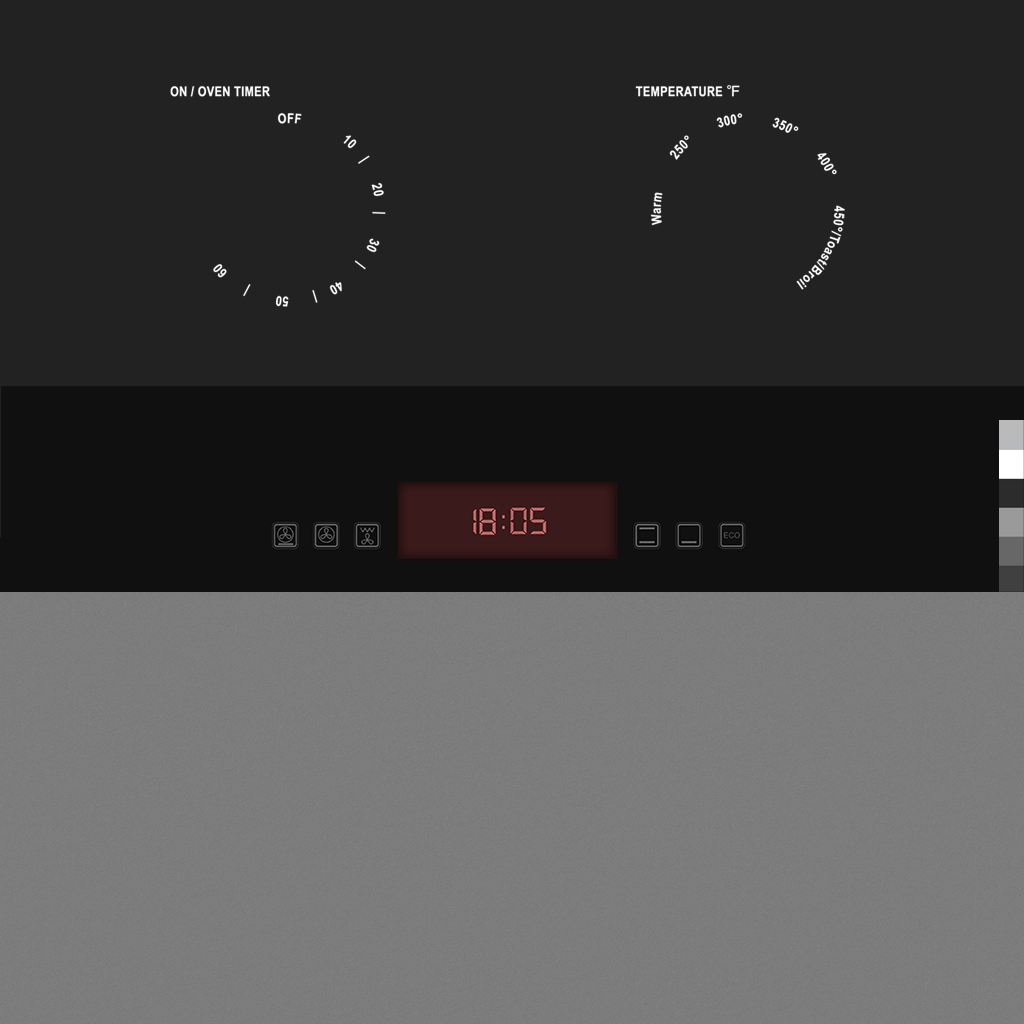 ON / OVEN TIMER
OFF
10
20
30
40
50
60
TEMPERATURE °F
Warm
250°
300°
350°
400°
450°/Toast/Broil
18:05
ECO